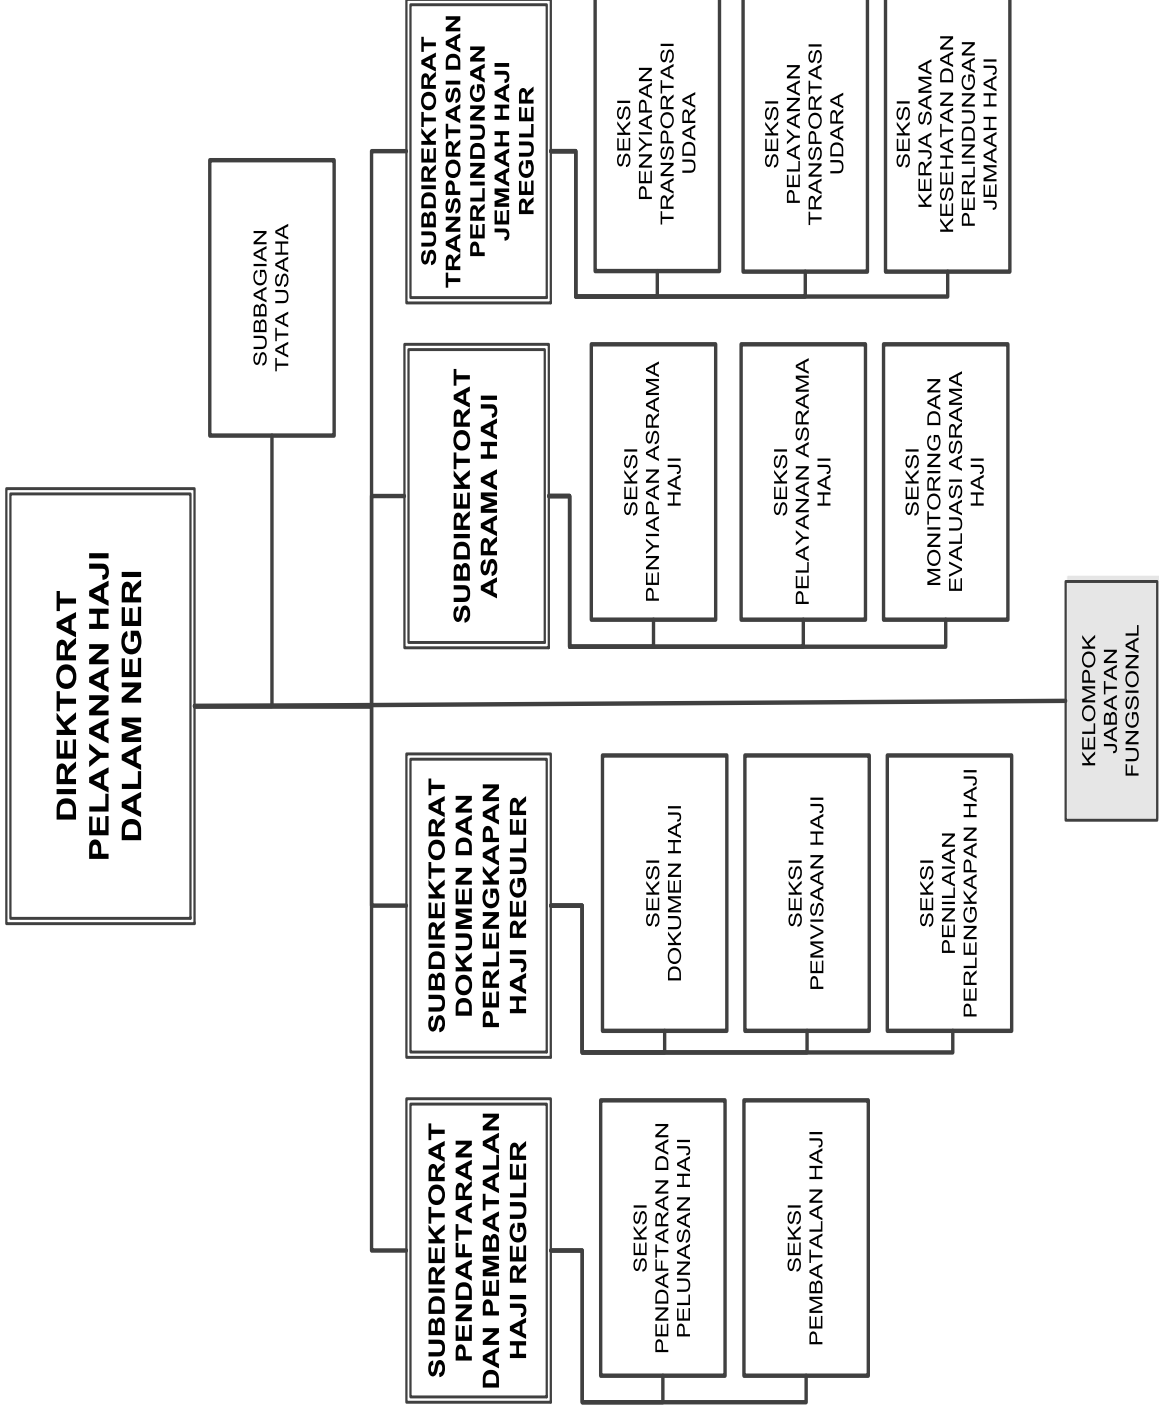 DIREKTORAT
PELAYANAN HAJI
DALAM NEGERI
SUBBAGIAN
TATA USAHA
SUBDIREKTORAT
PENDAFTARAN
DAN PEMBATALAN
HAJI REGULER
SUBDIREKTORAT
DOKUMEN DAN
PERLENGKAPAN
HAJI REGULER
SUBDIREKTORAT
ASRAMA HAJI
SUBDIREKTORAT
TRANSPORTASI DAN
PERLINDUNGAN
JEMAAH HAJI
REGULER
SEKSI
PENDAFTARAN DAN
PELUNASAN HAJI
SEKSI
DOKUMEN HAJI
SEKSI
PENYIAPAN ASRAMA
HAJI
SEKSI
PENYIAPAN
TRANSPORTASI
UDARA
SEKSI
PEMBATALAN HAJI
SEKSI
PEMVISAAN HAJI
SEKSI
PELAYANAN ASRAMA
HAJI
SEKSI
PELAYANAN
TRANSPORTASI
UDARA
SEKSI
PENILAIAN
PERLENGKAPAN HAJI
SEKSI
MONITORING DAN
EVALUASI ASRAMA
HAJI
SEKSI
KERJA SAMA
KESEHATAN DAN
PERLINDUNGAN
JEMAAH HAJI
KELOMPOK
JABATAN
FUNGSIONAL